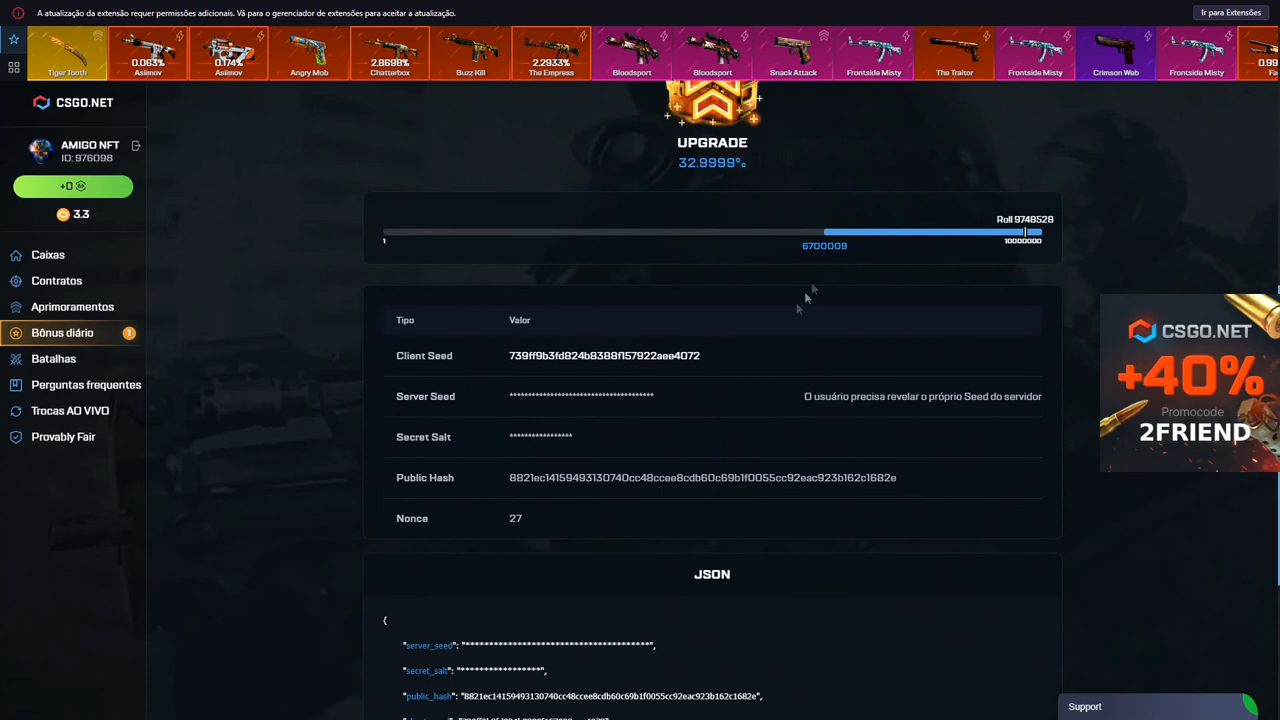 A atualização da extensão requer permissões adicionais. Vá para o gerenciador de extensões para aceitar a atualização.
Ir para Extensões
Tiger Tooth
0.063%
Asiimov
0.174%
Asiimov
Angry Mob
2.8698%
Chatterbox
Buzz Kill
2.2933%
The Empress
Bloodsport
Bloodsport
Snack Attack
Frontside Misty
The Traitor
Frontside Misty
Crimson Web
Frontside Misty
0.99
Fa
CSGO.NET
AMIGO NFT
ID: 976098
+0
3.3
Caixas
Contratos
Aprimoramentos
Bônus diário
1
Batalhas
Perguntas frequentes
Trocas AO VIVO
Provably Fair
UPGRADE
32.9999%
Roll 9748528
1
6700009
10000000
Tipo
Valor
Client Seed
739ff9b3fd824b8388f157922aee4072
Server Seed
O usuário precisa revelar o próprio Seed do servidor
Secret Salt
*****************
Public Hash
8821ec14159493130740cc48ccee8cdb60c69b1f0055cc92eac923b162c1682e
Nonce
27
JSON
{
"server_seed": "**************************************",
"secret_salt": "*****************",
"public_hash": "8821ec14159493130740cc48ccee8cdb60c69b1f0055cc92eac923b162c1682e",
CSGO.NET
+40%
Promocode
2FRIEND
Support